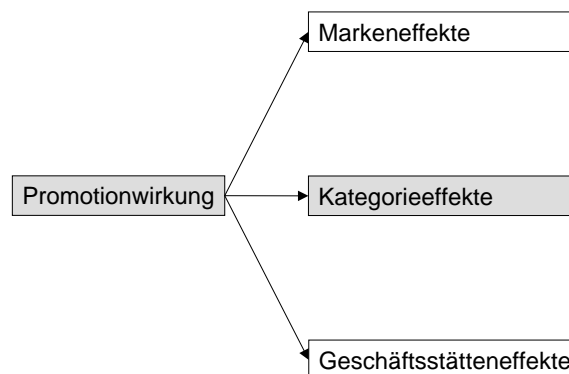 Markeneffekte
Promotionwirkung
Kategorieeffekte
Geschäftsstätteneffekte